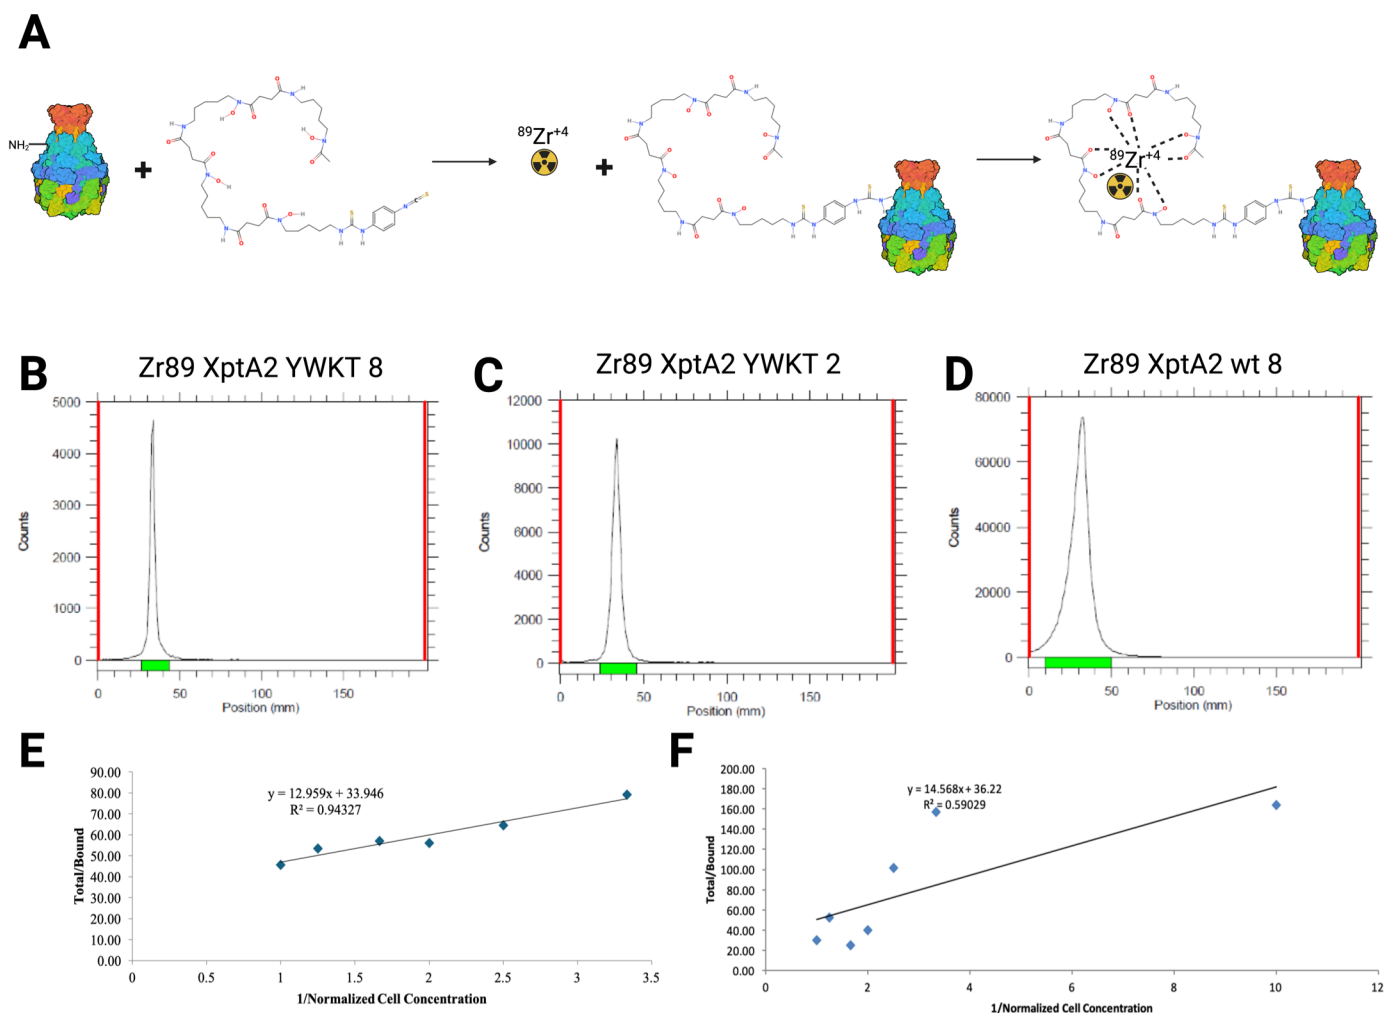 A
NH₂
+
⁸⁹Zr⁺⁴
+
⁸⁹Zr⁺⁴
B
Zr89 XptA2 YWKT 8
5000
4000
3000
2000
1000
0
Counts
0 50 100 150
Position (mm)
C
Zr89 XptA2 YWKT 2
12000
10000
8000
6000
4000
2000
0
Counts
0 50 100 150
Position (mm)
D
Zr89 XptA2 wt 8
80000
60000
40000
20000
0
Counts
0 50 100 150
Position (mm)
E
90.00
80.00
70.00
60.00
50.00
40.00
30.00
20.00
10.00
0.00
Total/Bound
y = 12.959x + 33.946
R² = 0.94327
0 0.5 1 1.5 2 2.5 3 3.5
1/Normalized Cell Concentration
F
200.00
180.00
160.00
140.00
120.00
100.00
80.00
60.00
40.00
20.00
0.00
Total/Bound
y = 14.568x + 36.22
R² = 0.59029
0 2 4 6 8 10 12
1/Normalized Cell Concentration